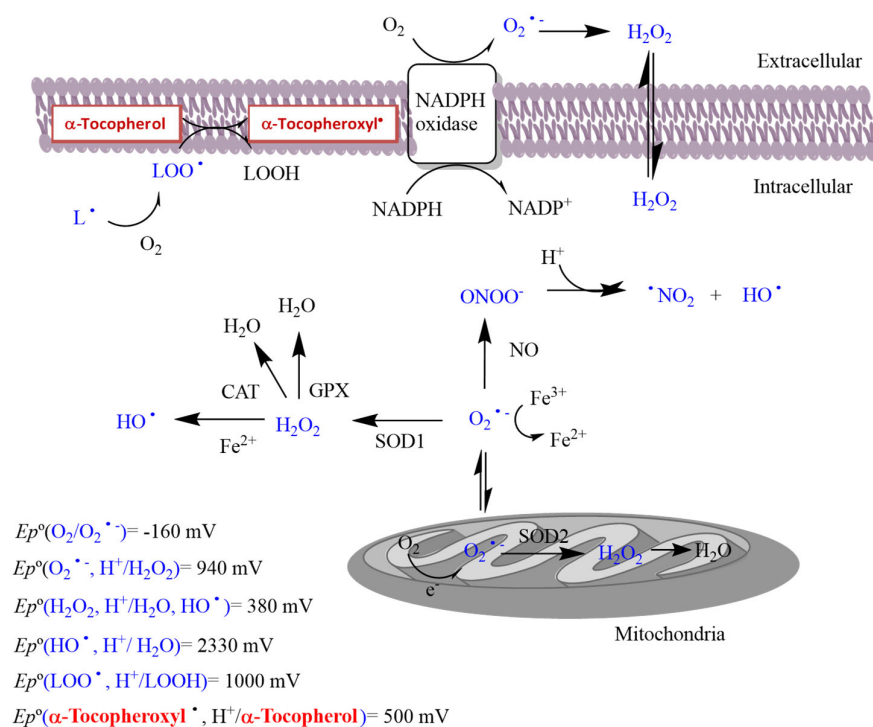 O₂
O₂•⁻
H₂O₂
Extracellular
NADPH
oxidase
α-Tocopherol
α-Tocopheroxyl•
LOO•
LOOH
Intracellular
L•
O₂
NADPH
NADP⁺
H₂O₂
H⁺
ONOO⁻
•NO₂ + HO•
H₂O
H₂O
NO
CAT
GPX
Fe³⁺
HO•
H₂O₂
O₂•⁻
Fe²⁺
SOD1
Fe²⁺
O₂
O₂•⁻
SOD2
H₂O₂
H₂O
e⁻
Mitochondria
Epº(O₂/O₂•⁻)= -160 mV
Epº(O₂•⁻, H⁺/H₂O₂)= 940 mV
Epº(H₂O₂, H⁺/H₂O, HO•)= 380 mV
Epº(HO•, H⁺/ H₂O)= 2330 mV
Epº(LOO•, H⁺/LOOH)= 1000 mV
Epº(α-Tocopheroxyl•, H⁺/α-Tocopherol)= 500 mV